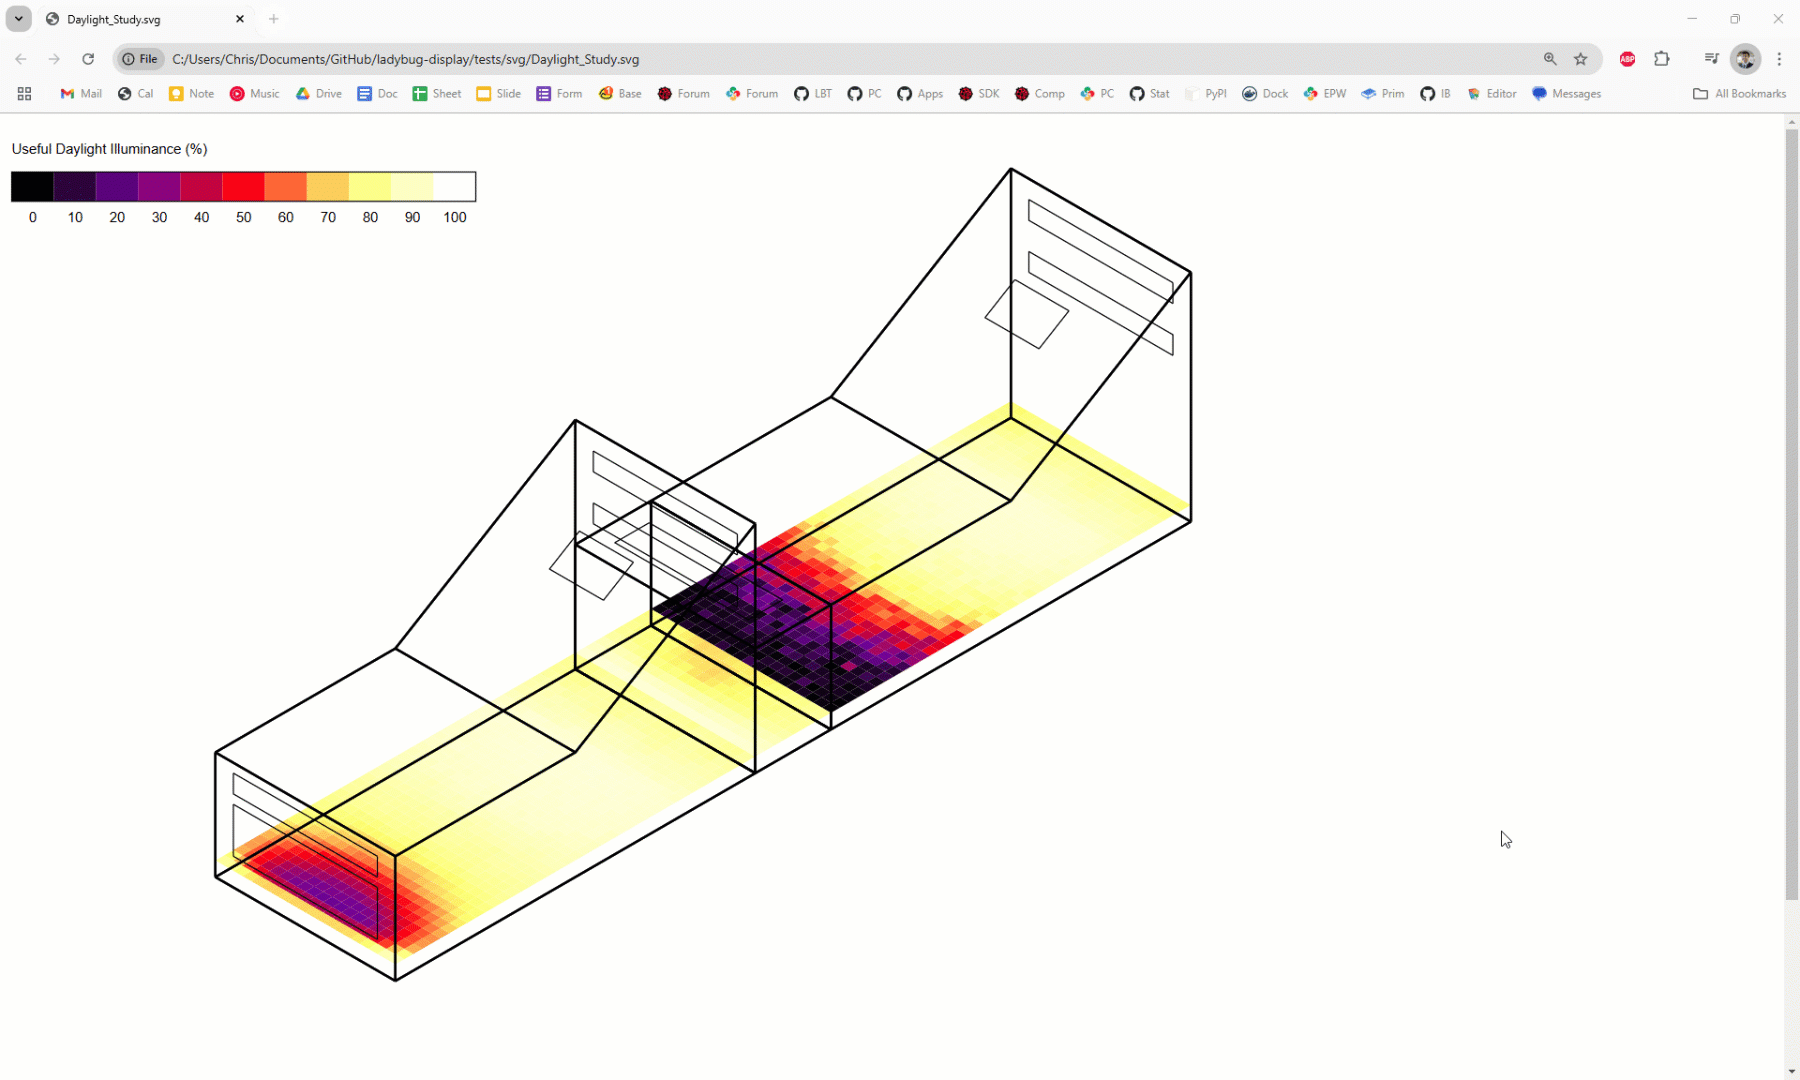 Daylight_Study.svg
File C:/Users/Chris/Documents/GitHub/ladybug-display/tests/svg/Daylight_Study.svg ABP
Mail Cal Note Music Drive Doc Sheet Slide Form Base Forum Forum LBT PC Apps SDK Comp PC Stat PyPI Dock EPW Prim IB Editor Messages All Bookmarks
Useful Daylight Illuminance (%)
0 10 20 30 40 50 60 70 80 90 100